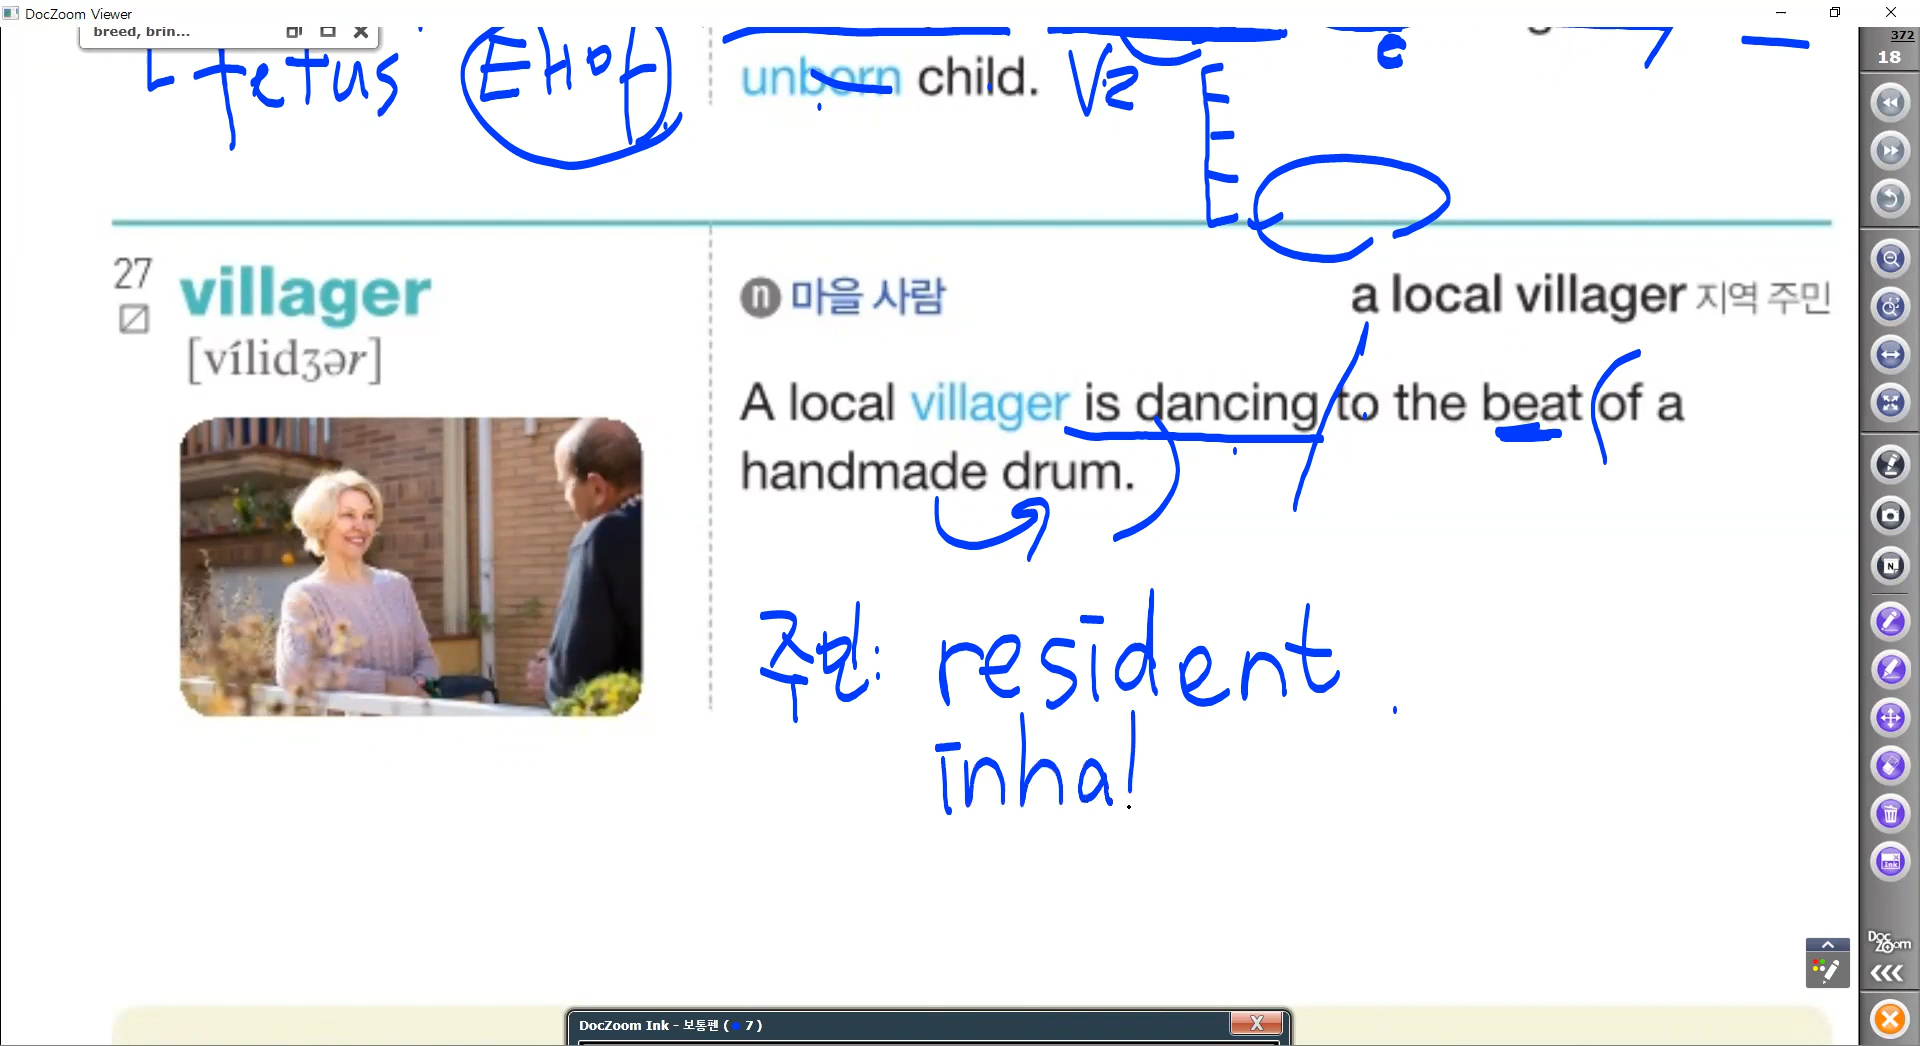 DocZoom Viewer
372
18
breed, brin...
fetus 태아
unborn child. V2
27 villager
[vílidʒər]
n 마을 사람
a local villager 지역 주민
A local villager is dancing to the beat of a
handmade drum.
주민: resident
inha
DocZoom
DocZoom Ink - 보통펜 ( 7 )